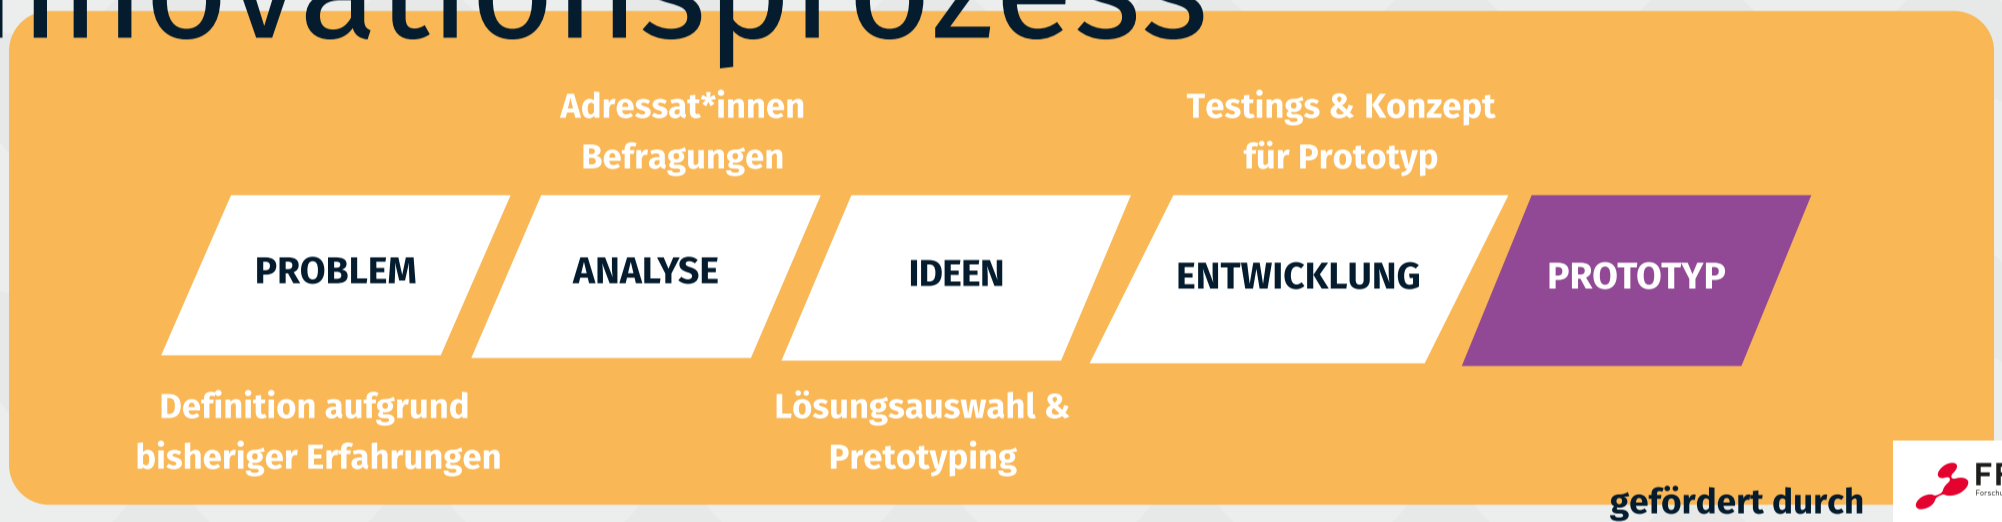 nnovationsprozess
Adressat*innen
Befragungen
Testings & Konzept
für Prototyp
PROBLEM
ANALYSE
IDEEN
ENTWICKLUNG
PROTOTYP
Definition aufgrund
bisheriger Erfahrungen
Lösungsauswahl &
Pretotyping
gefördert durch